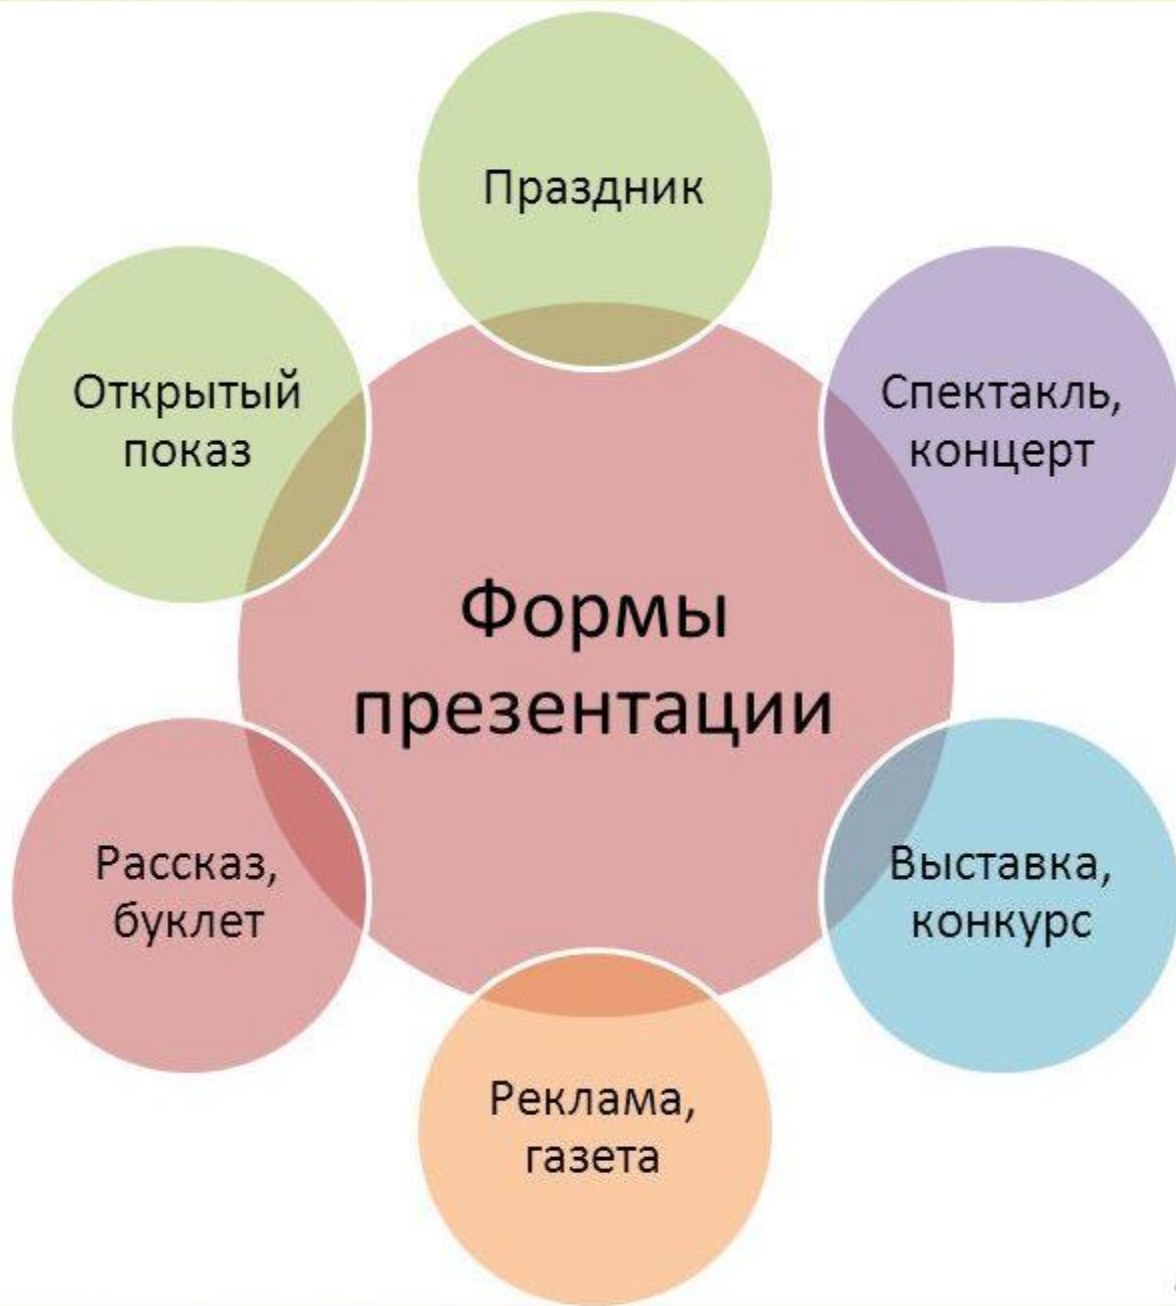 Праздник
Спектакль,
концерт
Выставка,
конкурс
Реклама,
газета
Рассказ,
буклет
Открытый
показ
Формы
презентации